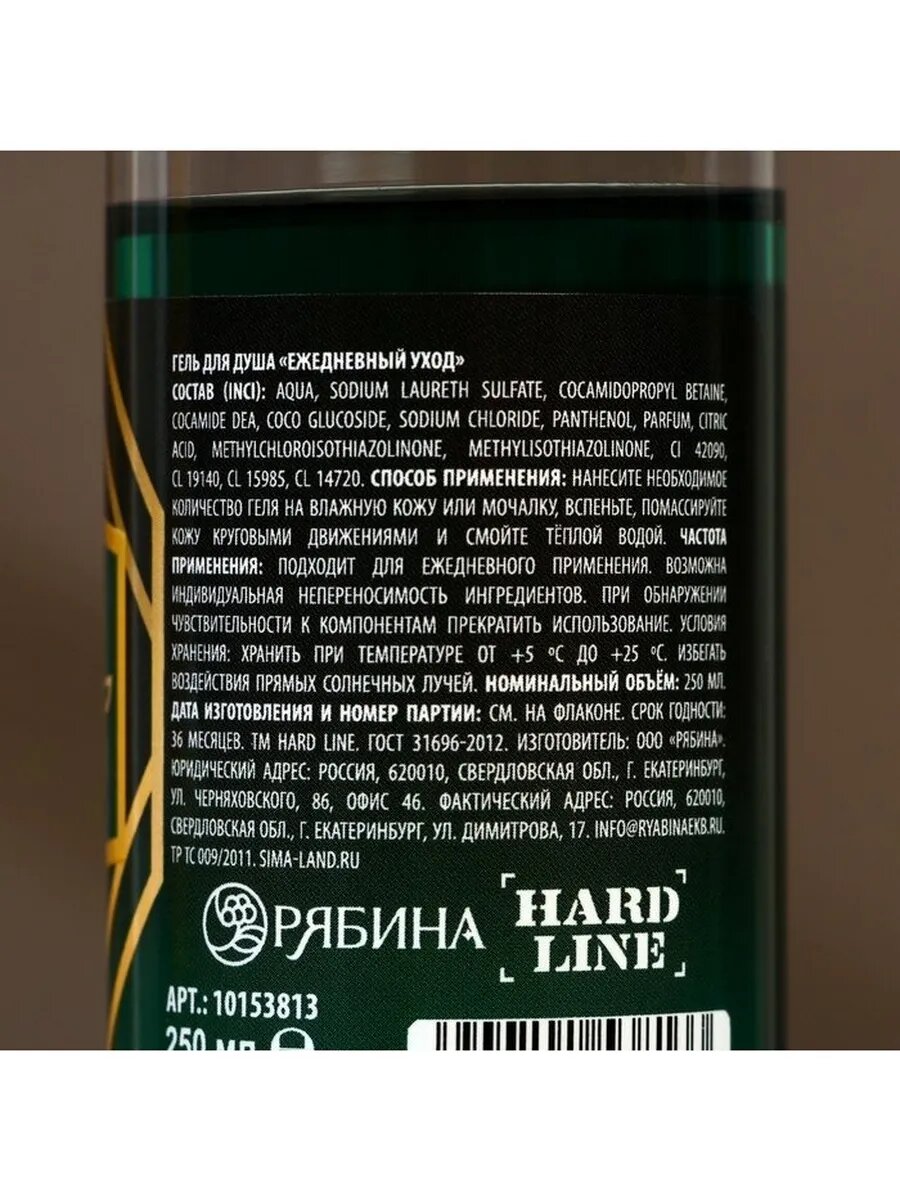 ГЕЛЬ ДЛЯ ДУША «ЕЖЕДНЕВНЫЙ УХОД»
СОСТАВ (INCI): AQUA, SODIUM LAURETH SULFATE, COCAMIDOPROPYL BETAINE,
COCAMIDE DEA, COCO GLUCOSIDE, SODIUM CHLORIDE, PANTHENOL, PARFUM, CITRIC
ACID, METHYLCHLOROISOTHIAZOLINONE, METHYLISOTHIAZOLINONE, CI 42090,
CL 19140, CL 15985, CL 14720. СПОСОБ ПРИМЕНЕНИЯ: НАНЕСИТЕ НЕОБХОДИМОЕ
КОЛИЧЕСТВО ГЕЛЯ НА ВЛАЖНУЮ КОЖУ ИЛИ МОЧАЛКУ, ВСПЕНЬТЕ, ПОМАССИРУЙТЕ
КОЖУ КРУГОВЫМИ ДВИЖЕНИЯМИ И СМОЙТЕ ТЁПЛОЙ ВОДОЙ. ЧАСТОТА
ПРИМЕНЕНИЯ: ПОДХОДИТ ДЛЯ ЕЖЕДНЕВНОГО ПРИМЕНЕНИЯ. ВОЗМОЖНА
ИНДИВИДУАЛЬНАЯ НЕПЕРЕНОСИМОСТЬ ИНГРЕДИЕНТОВ. ПРИ ОБНАРУЖЕНИИ
ЧУВСТВИТЕЛЬНОСТИ К КОМПОНЕНТАМ ПРЕКРАТИТЬ ИСПОЛЬЗОВАНИЕ. УСЛОВИЯ
ХРАНЕНИЯ: ХРАНИТЬ ПРИ ТЕМПЕРАТУРЕ ОТ +5 °C ДО +25 °C. ИЗБЕГАТЬ
ВОЗДЕЙСТВИЯ ПРЯМЫХ СОЛНЕЧНЫХ ЛУЧЕЙ. НОМИНАЛЬНЫЙ ОБЪЁМ: 250 МЛ.
ДАТА ИЗГОТОВЛЕНИЯ И НОМЕР ПАРТИИ: СМ. НА ФЛАКОНЕ. СРОК ГОДНОСТИ:
36 МЕСЯЦЕВ. ТМ HARD LINE. ГОСТ 31696-2012. ИЗГОТОВИТЕЛЬ: ООО «РЯБИНА».
ЮРИДИЧЕСКИЙ АДРЕС: РОССИЯ, 620010, СВЕРДЛОВСКАЯ ОБЛ., Г. ЕКАТЕРИНБУРГ,
УЛ. ЧЕРНЯХОВСКОГО, 86, ОФИС 46. ФАКТИЧЕСКИЙ АДРЕС: РОССИЯ, 620010,
СВЕРДЛОВСКАЯ ОБЛ., Г. ЕКАТЕРИНБУРГ, УЛ. ДИМИТРОВА, 17. INFO@RYABINAEKB.RU.
ТР ТС 009/2011. SIMA-LAND.RU
РЯБИНА
HARD
LINE
АРТ.: 10153813
250 МЛ